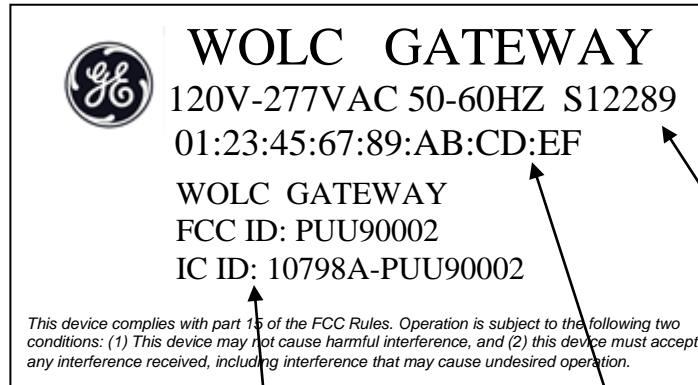 GE
WOLC GATEWAY
120V-277VAC 50-60HZ S12289
01:23:45:67:89:AB:CD:EF
WOLC GATEWAY
FCC ID: PUU90002
IC ID: 10798A-PUU90002
This device complies with part 15 of the FCC Rules. Operation is subject to the following two
conditions: (1) This device may not cause harmful interference, and (2) this device must accept
any interference received, including interference that may cause undesired operation.